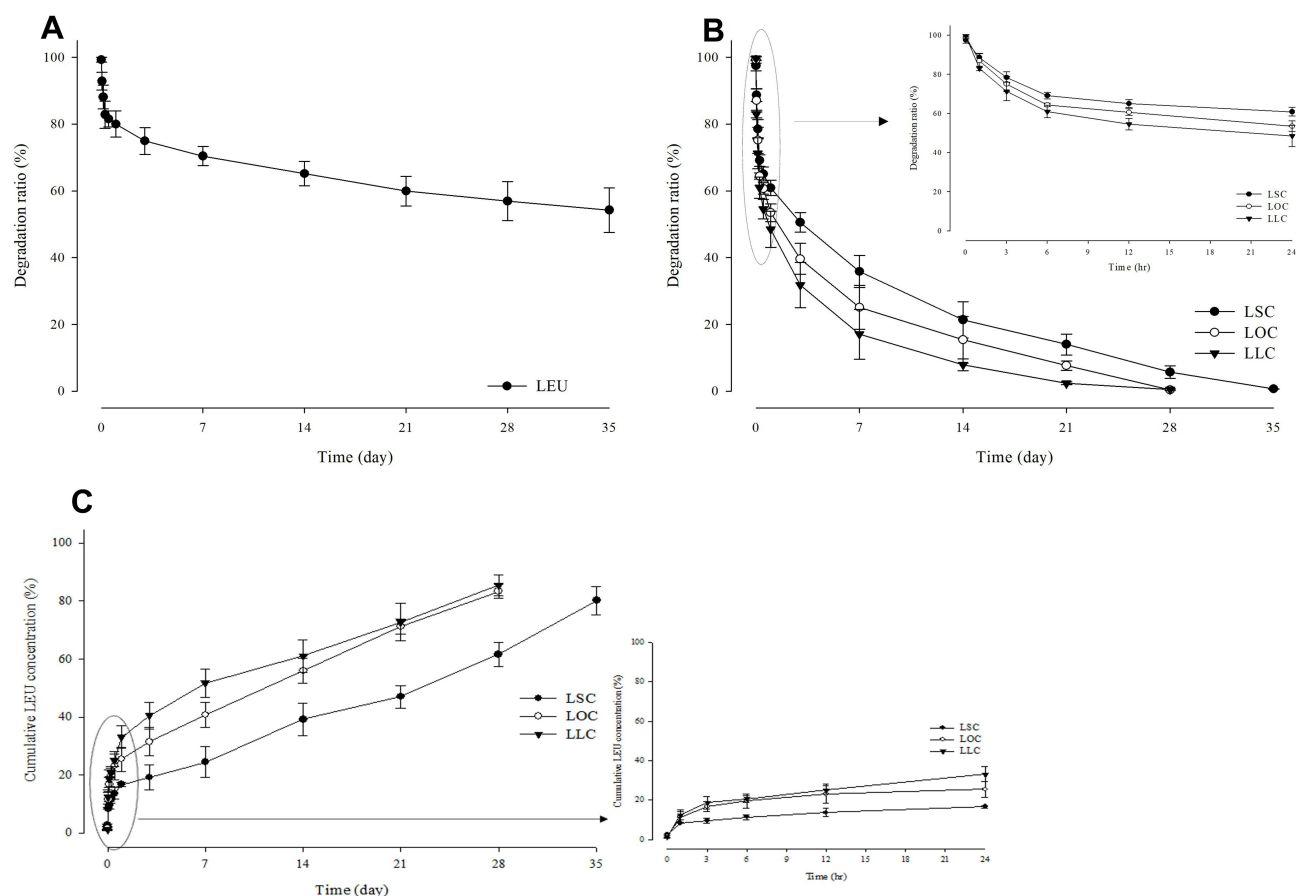 A
100
80
60
40
20
0
Degradation ratio (%)
LEU
0 7 14 21 28 35
Time (day)
B
100
80
60
40
20
0
Degradation ratio (%)
LSC
LOC
LLC
0 7 14 21 28 35
Time (day)
100
80
60
40
20
0
Degradation ratio (%)
LSC
LOC
LLC
0 3 6 9 12 15 18 21 24
Time (hr)
C
100
80
60
40
20
0
Cumulative LEU concentration (%)
LSC
LOC
LLC
0 7 14 21 28 35
Time (day)
100
80
60
40
20
0
Cumulative LEU concentration (%)
LSC
LOC
LLC
0 1 3 6 9 12 15 18 21 24
Time (hr)